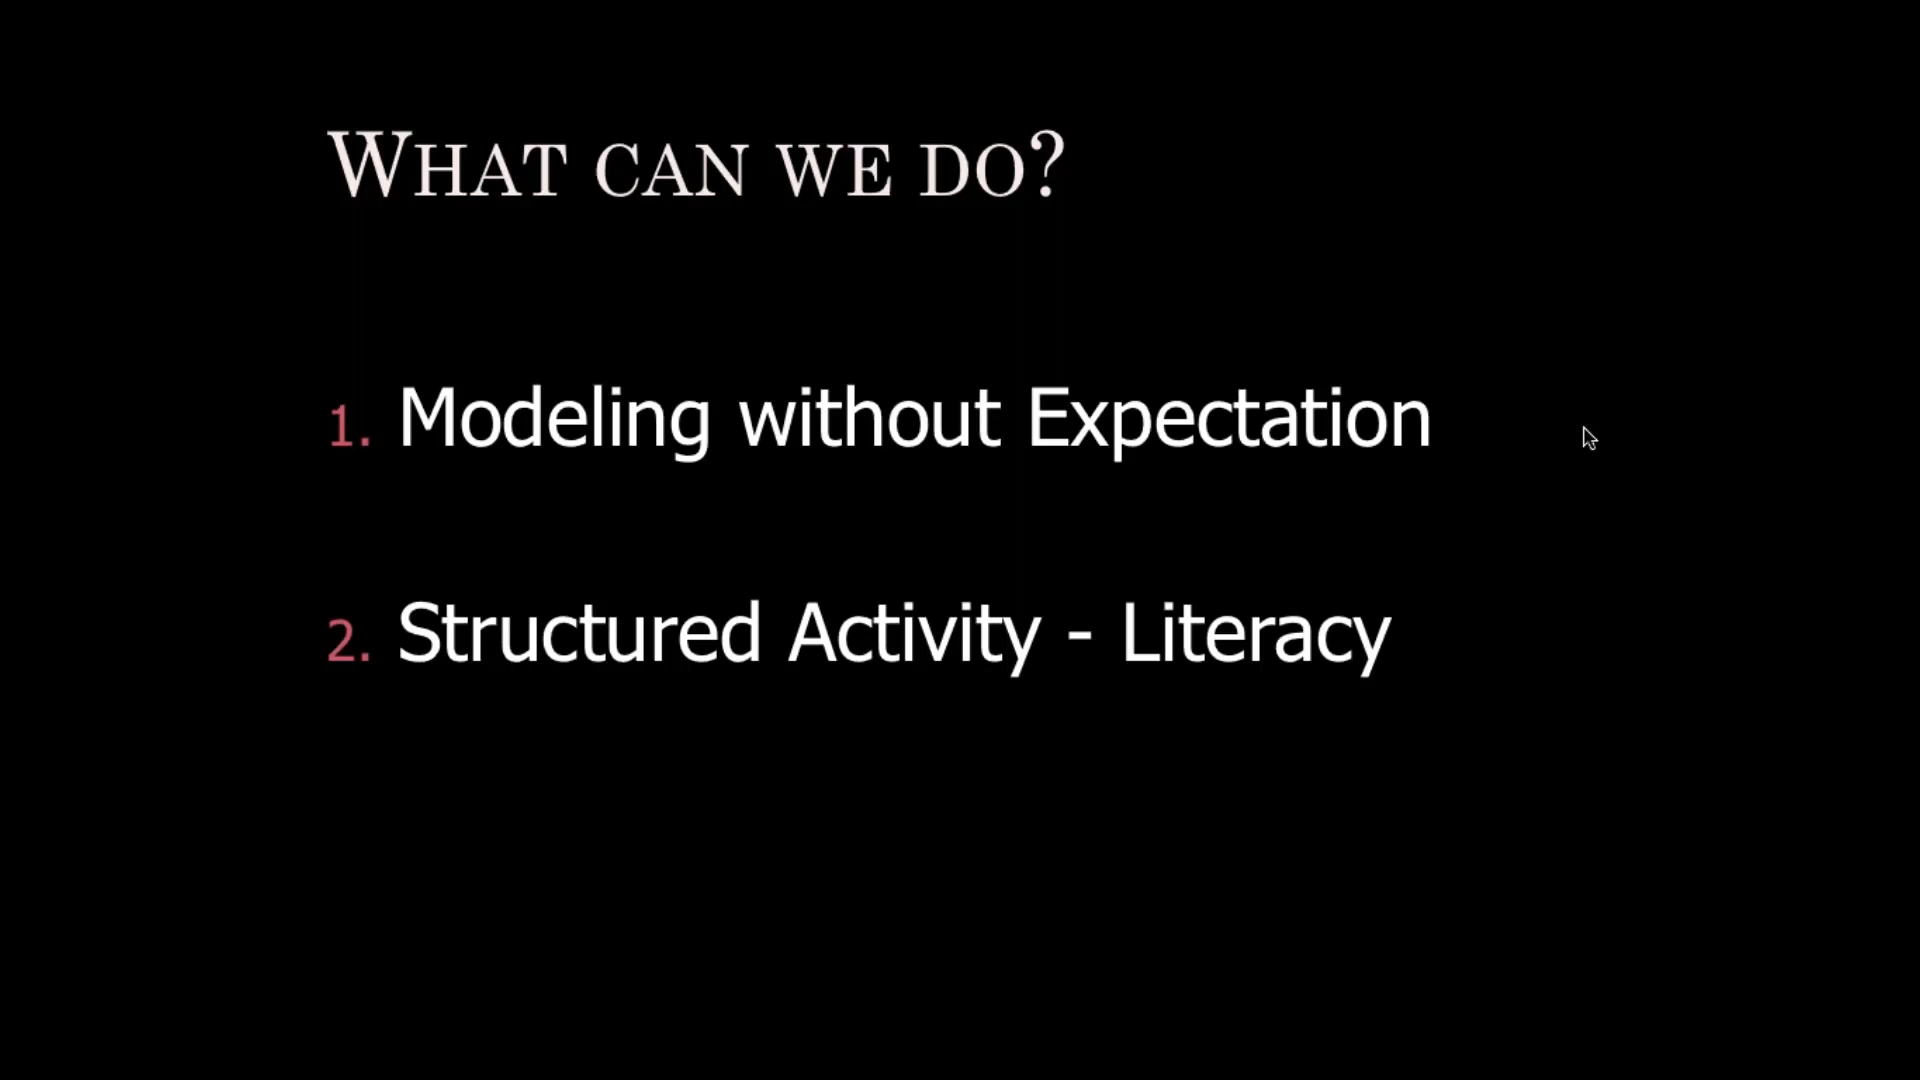 What can we do?
1. Modeling without Expectation
2. Structured Activity - Literacy